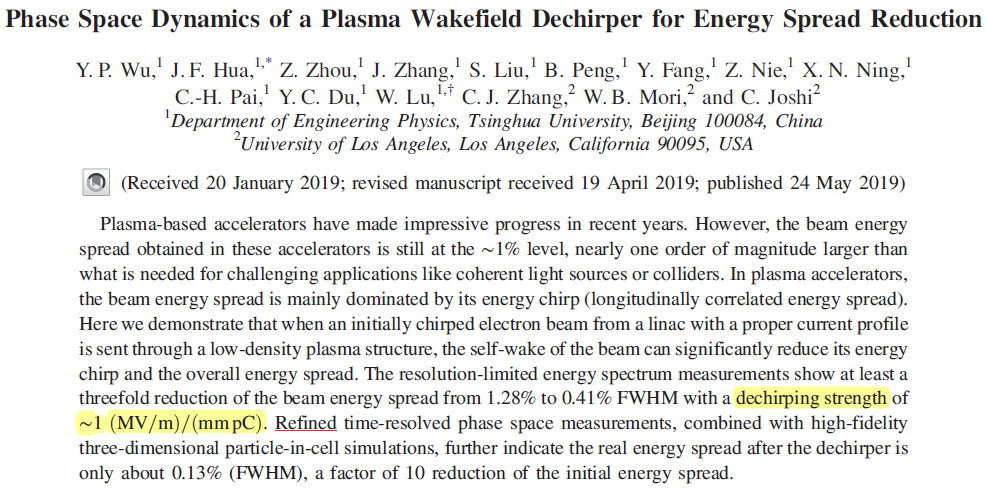 Phase Space Dynamics of a Plasma Wakefield Dechirper for Energy Spread Reduction
Y. P. Wu,¹ J. F. Hua,¹,* Z. Zhou,¹ J. Zhang,¹ S. Liu,¹ B. Peng,¹ Y. Fang,¹ Z. Nie,¹ X. N. Ning,¹
C.-H. Pai,¹ Y. C. Du,¹ W. Lu,¹,† C. J. Zhang,² W. B. Mori,² and C. Joshi²
¹Department of Engineering Physics, Tsinghua University, Beijing 100084, China
²University of Los Angeles, Los Angeles, California 90095, USA
(Received 20 January 2019; revised manuscript received 19 April 2019; published 24 May 2019)
Plasma-based accelerators have made impressive progress in recent years. However, the beam energy
spread obtained in these accelerators is still at the ~1% level, nearly one order of magnitude larger than
what is needed for challenging applications like coherent light sources or colliders. In plasma accelerators,
the beam energy spread is mainly dominated by its energy chirp (longitudinally correlated energy spread).
Here we demonstrate that when an initially chirped electron beam from a linac with a proper current profile
is sent through a low-density plasma structure, the self-wake of the beam can significantly reduce its energy
chirp and the overall energy spread. The resolution-limited energy spectrum measurements show at least a
threefold reduction of the beam energy spread from 1.28% to 0.41% FWHM with a dechirping strength of
~1 (MV/m)/(mm pC). Refined time-resolved phase space measurements, combined with high-fidelity
three-dimensional particle-in-cell simulations, further indicate the real energy spread after the dechirper is
only about 0.13% (FWHM), a factor of 10 reduction of the initial energy spread.